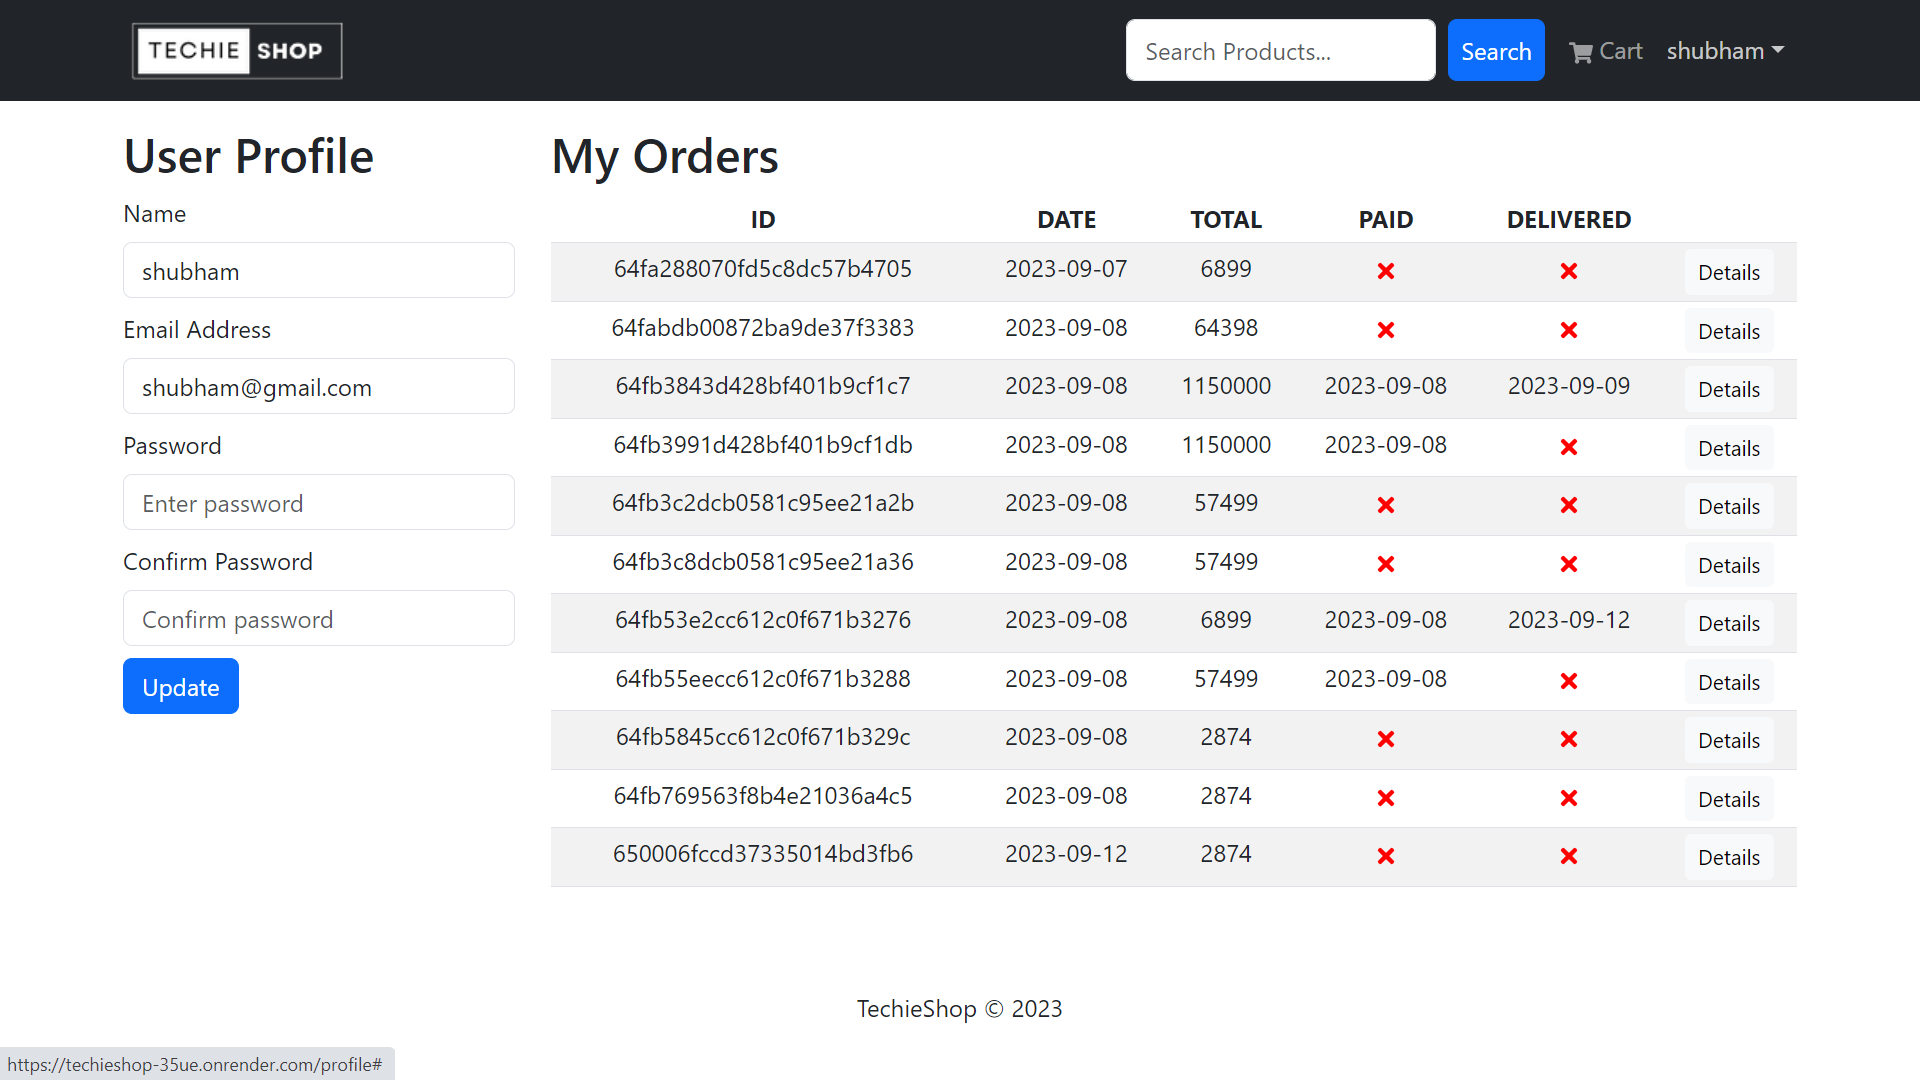 TECHIE SHOP
Search Products...
Search
Cart
shubham
User Profile
Name
shubham
Email Address
shubham@gmail.com
Password
Enter password
Confirm Password
Confirm password
Update
My Orders
ID DATE TOTAL PAID DELIVERED
64fa288070fd5c8dc57b4705 2023-09-07 6899 Details
64fabdb00872ba9de37f3383 2023-09-08 64398 Details
64fb3843d428bf401b9cf1c7 2023-09-08 1150000 2023-09-08 2023-09-09 Details
64fb3991d428bf401b9cf1db 2023-09-08 1150000 2023-09-08 Details
64fb3c2dcb0581c95ee21a2b 2023-09-08 57499 Details
64fb3c8dcb0581c95ee21a36 2023-09-08 57499 Details
64fb53e2cc612c0f671b3276 2023-09-08 6899 2023-09-08 2023-09-12 Details
64fb55eecc612c0f671b3288 2023-09-08 57499 2023-09-08 Details
64fb5845cc612c0f671b329c 2023-09-08 2874 Details
64fb769563f8b4e21036a4c5 2023-09-08 2874 Details
650006fccd37335014bd3fb6 2023-09-12 2874 Details
TechieShop © 2023
https://techieshop-35ue.onrender.com/profile#